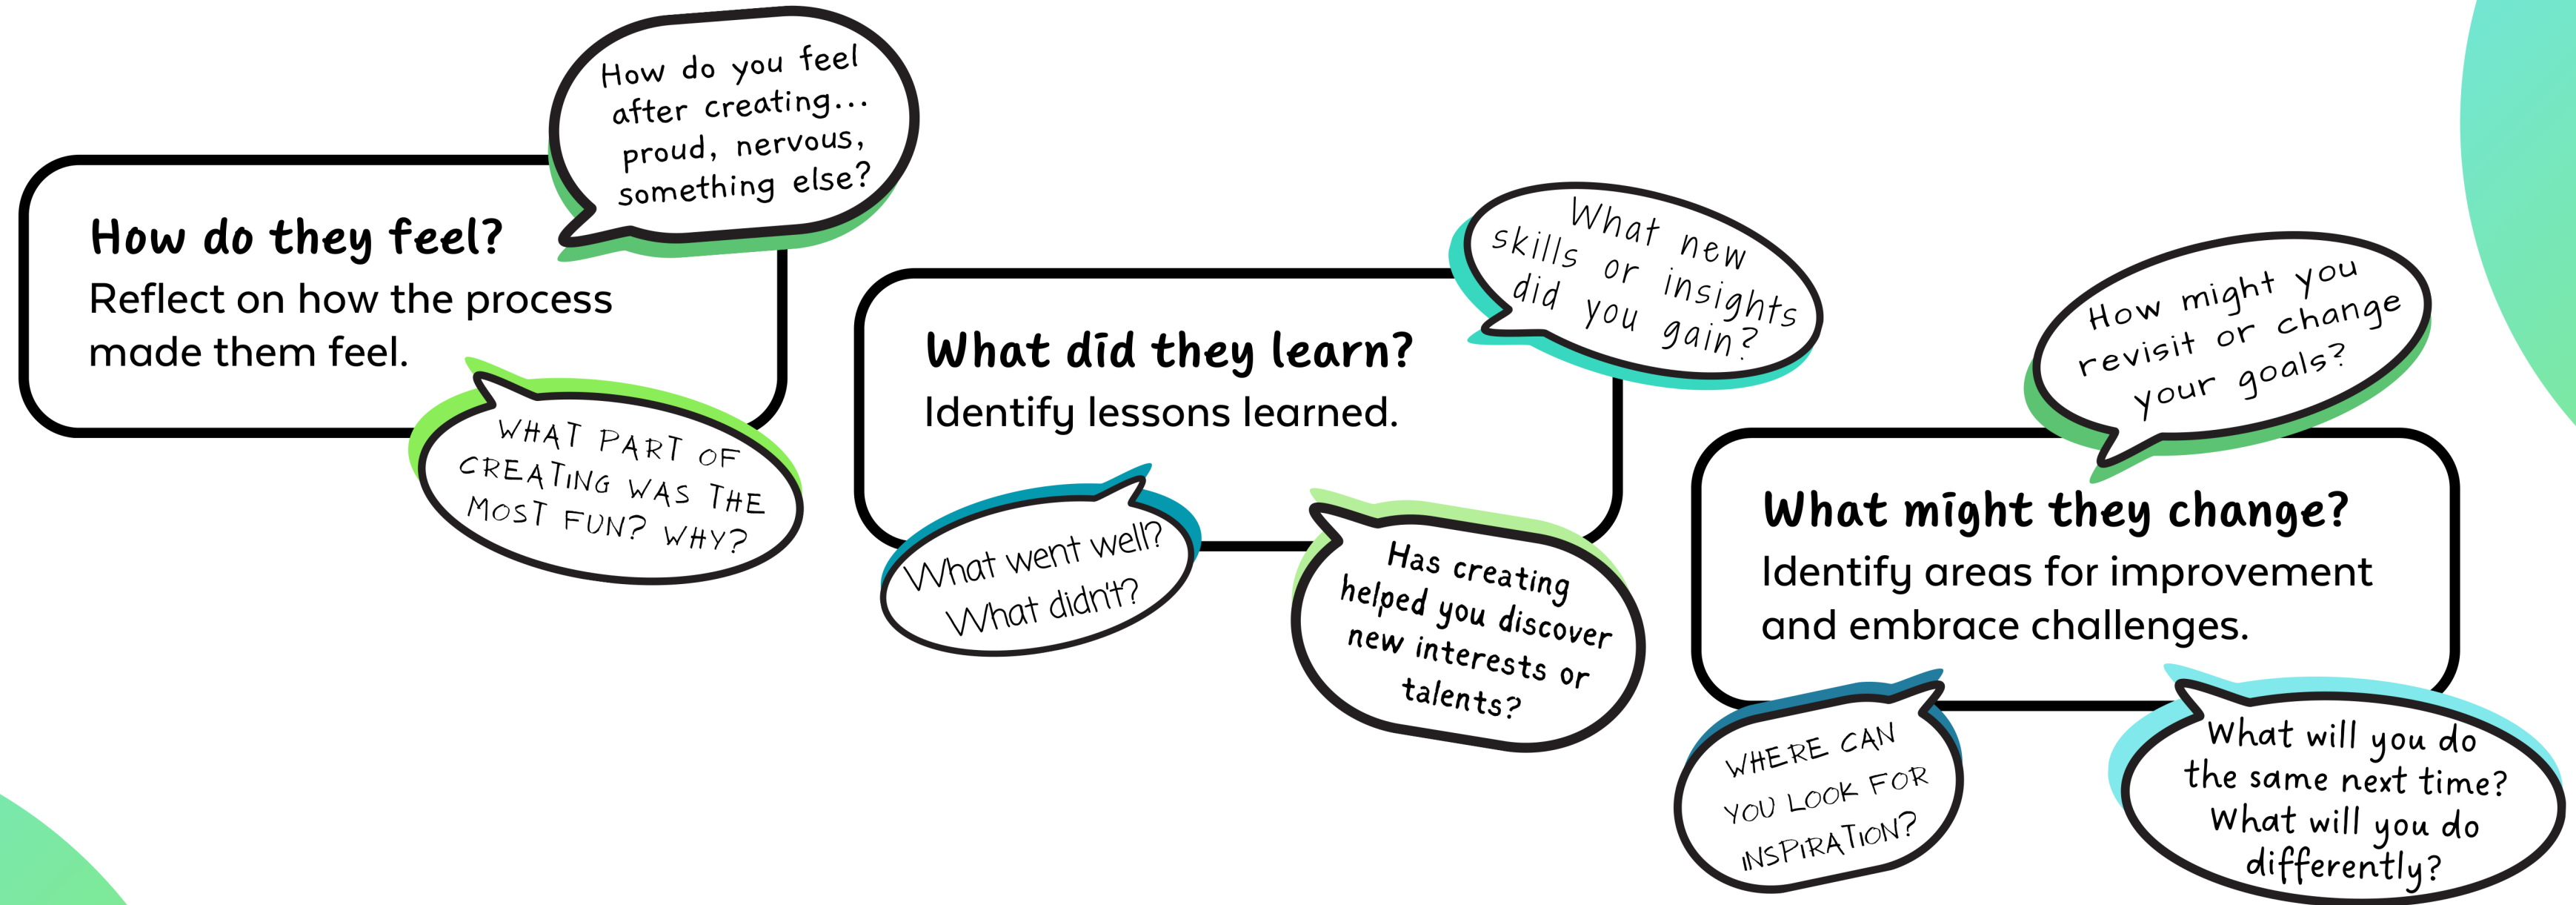 How do you feel
after creating...
proud, nervous,
something else?
How do they feel?
Reflect on how the process
made them feel.
WHAT PART OF
CREATING WAS THE
MOST FUN? WHY?
What new
skills or insights
did you gain?
What did they learn?
Identify lessons learned.
What went well?
What didn't?
Has creating
helped you discover
new interests or
talents?
How might you
revisit or change
your goals?
What might they change?
Identify areas for improvement
and embrace challenges.
WHERE CAN
YOU LOOK FOR
INSPIRATION?
What will you do
the same next time?
What will you do
differently?